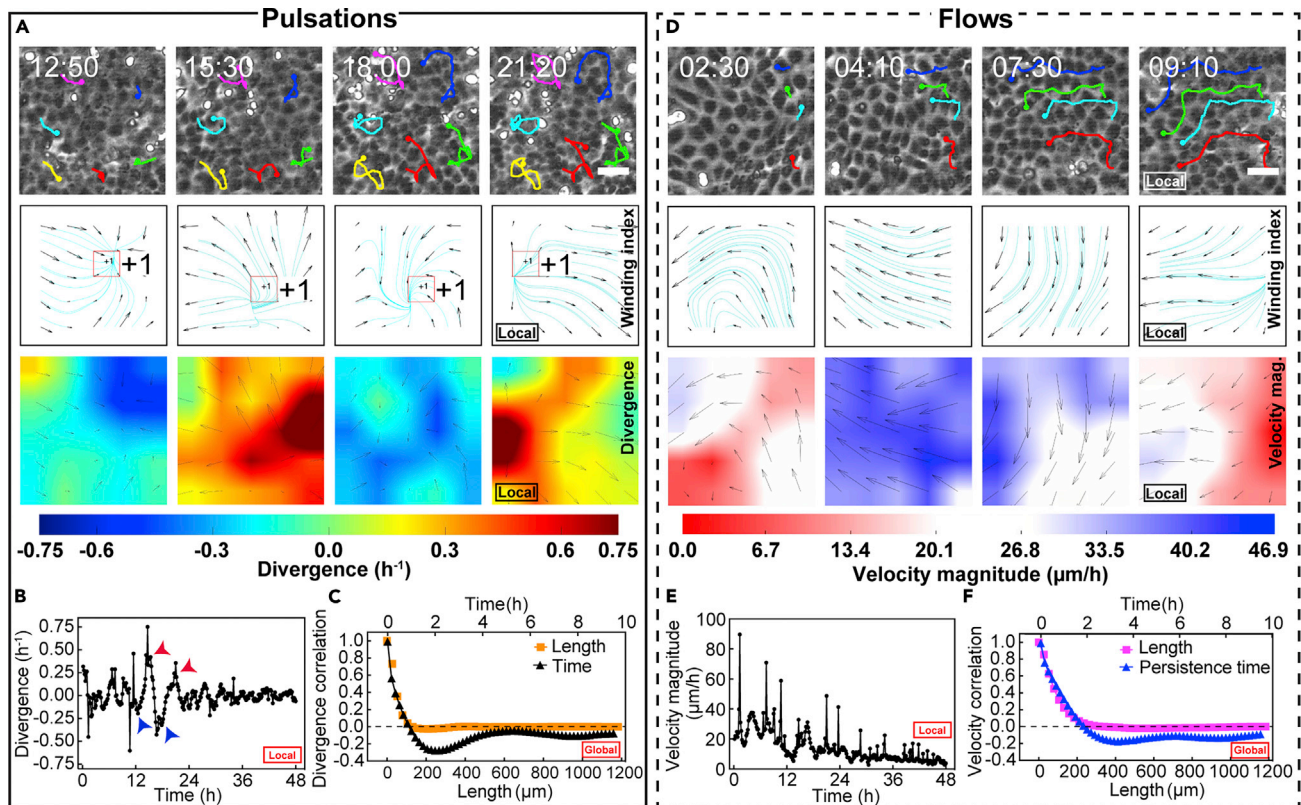 Pulsations
A
12:50
15:30
18:00
21:20
+1
+1
+1
+1
+1
+1
+1
+1
Local
Winding index
Local
Divergence
-0.75
-0.6
-0.3
0.0
0.3
0.6
0.75
Divergence (h-1)
B
Divergence (h-1)
0.75
0.50
0.25
0.00
-0.25
-0.50
-0.75
Local
0
12
24
36
48
Time (h)
C
Time(h)
0 2 4 6 8 10
Divergence correlation
1.0
0.8
0.6
0.4
0.2
0.0
-0.2
-0.4
Length
Time
Global
0 200 400 600 800 1000 1200
Length (µm)
Flows
D
02:30
04:10
07:30
09:10
Local
Local
Winding index
Local
Velocity mag.
0.0
6.7
13.4
20.1
26.8
33.5
40.2
46.9
Velocity magnitude (µm/h)
E
Velocity magnitude
(µm/h)
100
80
60
40
20
0
Local
0
12
24
36
48
Time (h)
F
Time(h)
0 2 4 6 8 10
Velocity correlation
1.0
0.8
0.6
0.4
0.2
0.0
-0.2
-0.4
Length
Persistence time
Global
0 200 400 600 800 1000 1200
Length (µm)